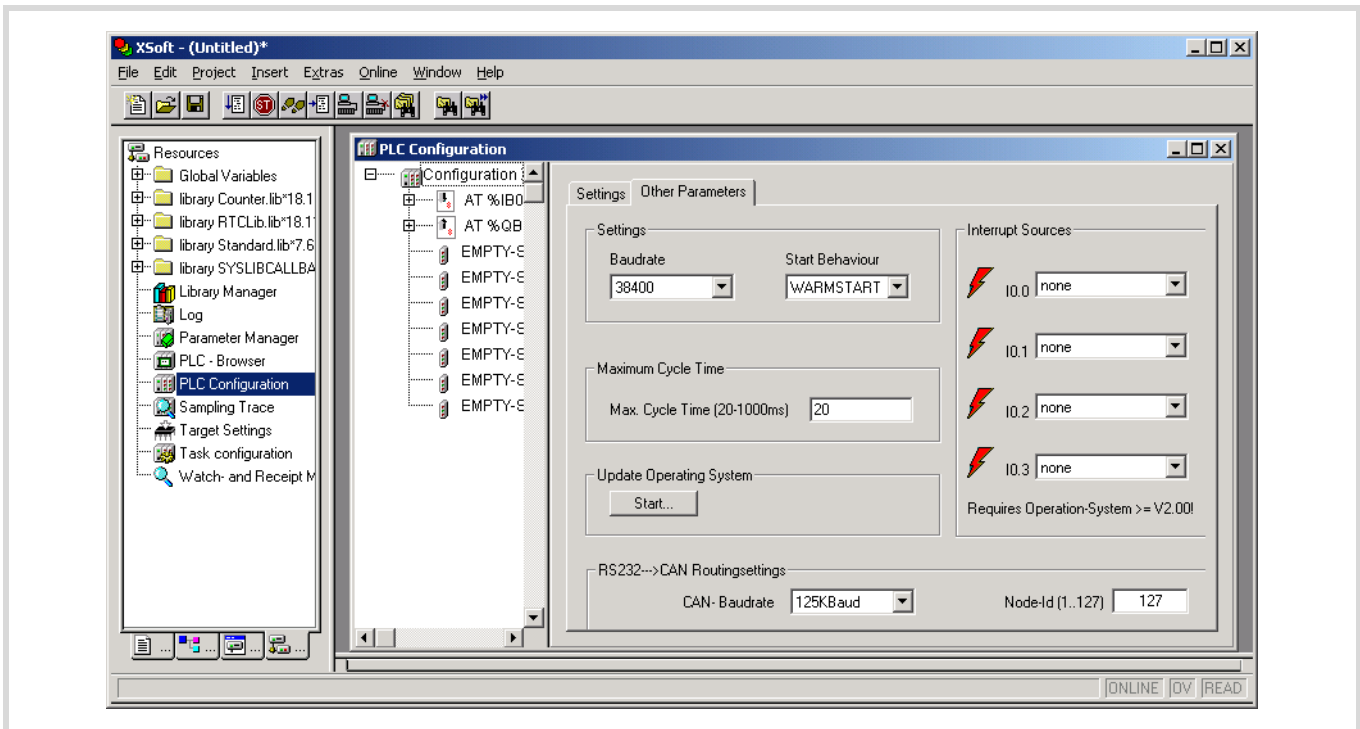 XSoft - (Untitled)*
File Edit Project Insert Extras Online Window Help
Resources
Global Variables
library Counter.lib*18.1
library RTCLib.lib*18.1
library Standard.lib*7.6
library SYSLIBCALLBA
Library Manager
Log
Parameter Manager
PLC - Browser
PLC Configuration
Sampling Trace
Target Settings
Task configuration
Watch- and Receipt M
PLC Configuration
Configuration
AT %IB0
AT %QB
EMPTY-S
EMPTY-S
EMPTY-S
EMPTY-S
EMPTY-S
EMPTY-S
EMPTY-S
Settings Other Parameters
Settings
Baudrate Start Behaviour
38400 WARMSTART
Maximum Cycle Time
Max. Cycle Time (20-1000ms) 20
Update Operating System
Start...
Interrupt Sources
I0.0 none
I0.1 none
I0.2 none
I0.3 none
Requires Operation-System >= V2.00!
RS232--->CAN Routingsettings
CAN- Baudrate 125KBaud Node-Id (1..127) 127
... ... ... ...
ONLINE OV READ